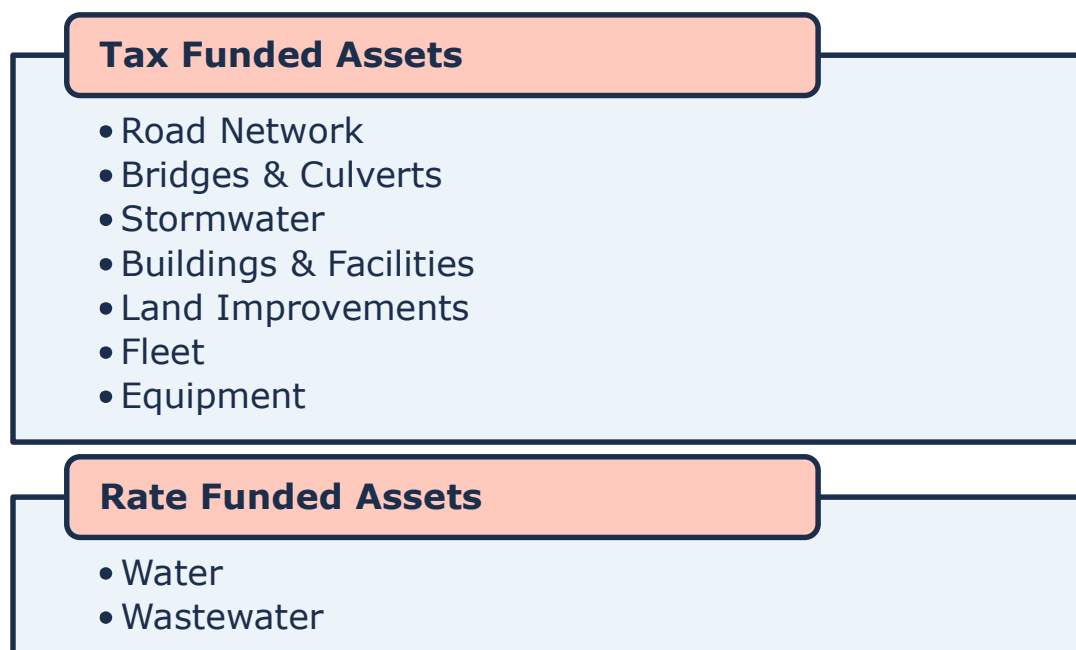 Tax Funded Assets
• Road Network
• Bridges & Culverts
• Stormwater
• Buildings & Facilities
• Land Improvements
• Fleet
• Equipment
Rate Funded Assets
• Water
• Wastewater